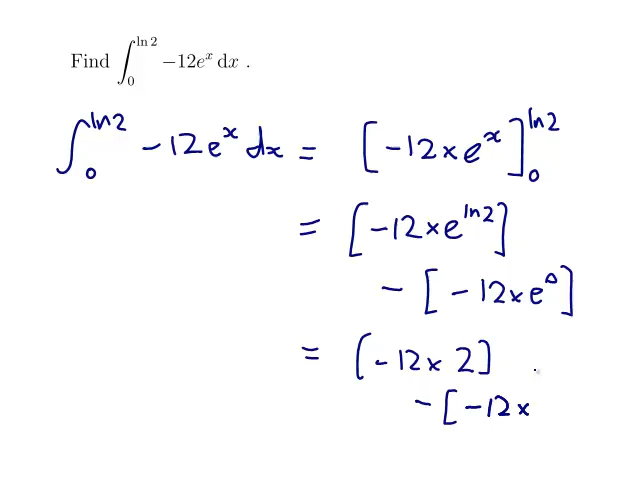 Find ∫₀^{ln 2} −12eˣ dx .
∫₀^{ln2} −12eˣ dx = [−12×eˣ]₀^{ln2}
= [−12×e^{ln2}]
− [−12×e⁰]
= [−12×2]
− [−12×